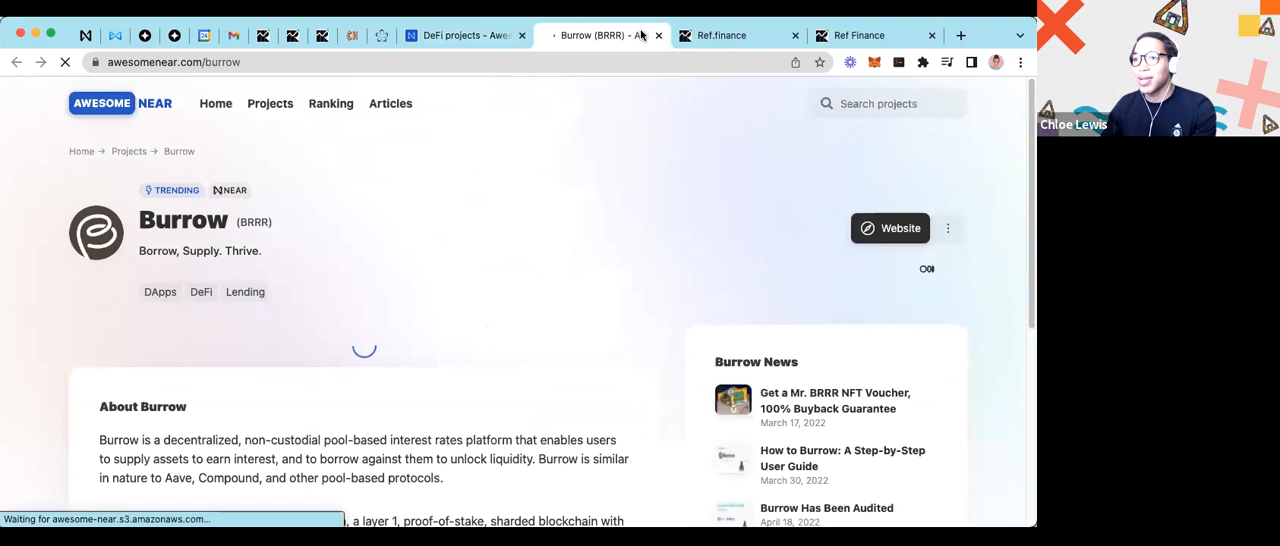 DeFi projects - Awes
Burrow (BRRR) - A
Ref.finance
Ref Finance
awesomenear.com/burrow
AWESOME NEAR
Home
Projects
Ranking
Articles
Search projects
Chloe Lewis
Home → Projects → Burrow
TRENDING
NEAR
Burrow (BRRR)
Website
Borrow, Supply. Thrive.
DApps
DeFi
Lending
About Burrow
Burrow is a decentralized, non-custodial pool-based interest rates platform that enables users
to supply assets to earn interest, and to borrow against them to unlock liquidity. Burrow is similar
in nature to Aave, Compound, and other pool-based protocols.
, a layer 1, proof-of-stake, sharded blockchain with
Burrow News
Get a Mr. BRRR NFT Voucher,
100% Buyback Guarantee
March 17, 2022
How to Burrow: A Step-by-Step
User Guide
March 30, 2022
Burrow Has Been Audited
April 18, 2022
Waiting for awesome-near.s3.amazonaws.com...